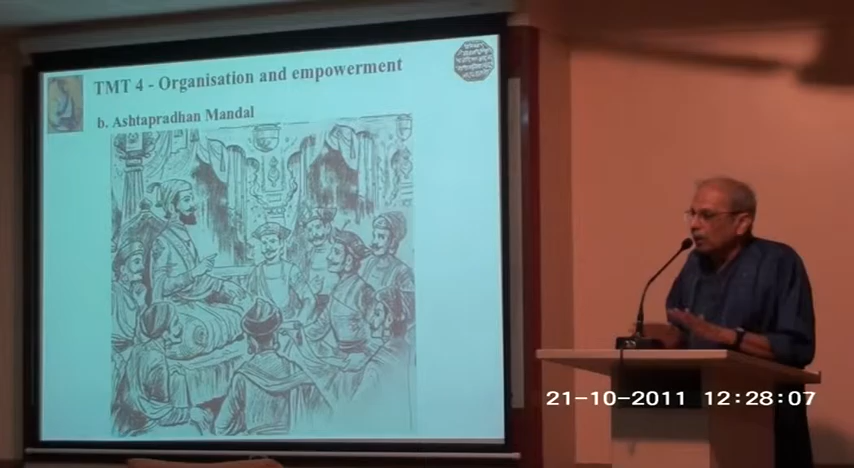 TMT 4 - Organisation and empowerment
b. Ashtapradhan Mandal
21-10-2011 12:28:07